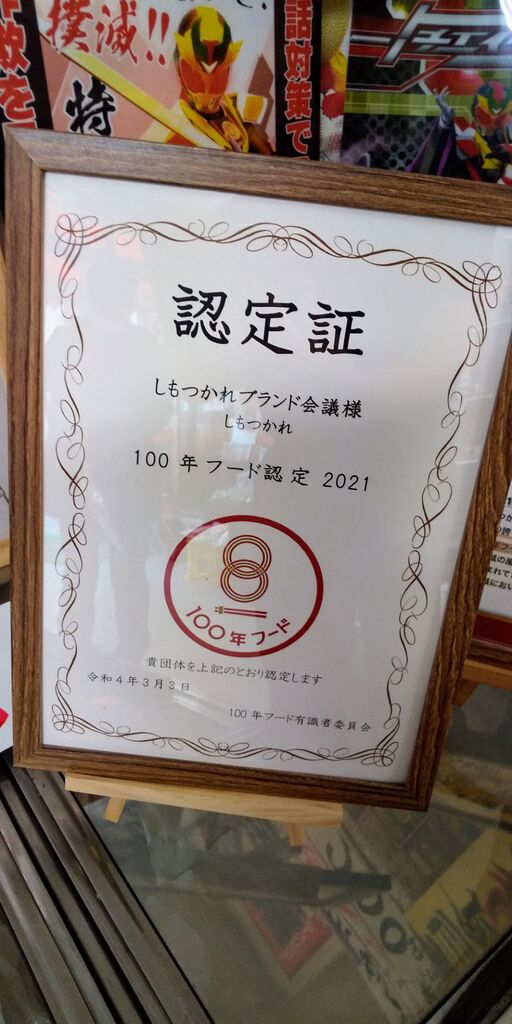 撲滅!!
特
話対策で
認定証
しもつかれブランド会議様
しもつかれ
100年フード認定 2021
100年フード
貴団体を上記のとおり認定します
令和4年3月3日
100年フード有識者委員会